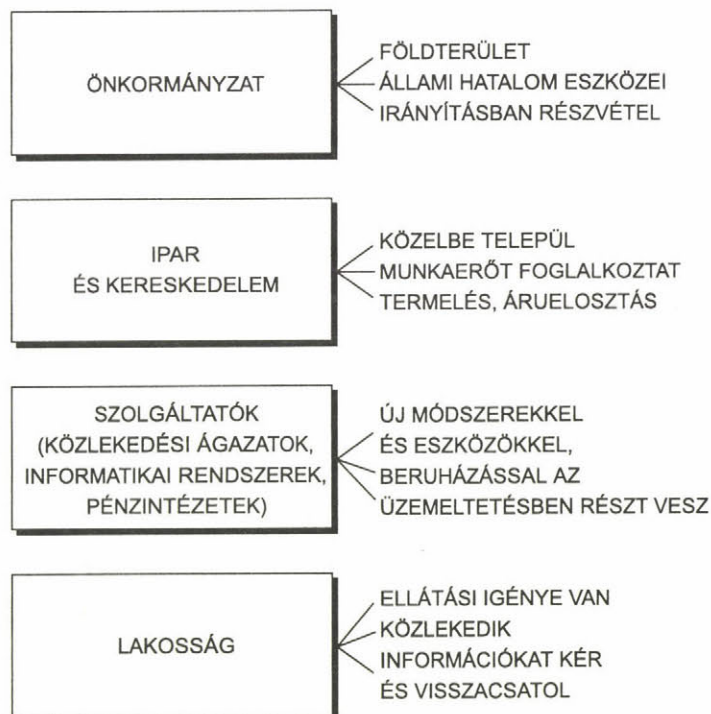 ÖNKORMÁNYZAT
FÖLDTERÜLET
ÁLLAMI HATALOM ESZKÖZEI
IRÁNYÍTÁSBAN RÉSZVÉTEL
IPAR
ÉS KERESKEDELEM
KÖZELBE TELEPÜL
MUNKAERŐT FOGLALKOZTAT
TERMELÉS, ÁRUELOSZTÁS
SZOLGÁLTATÓK
(KÖZLEKEDÉSI ÁGAZATOK,
INFORMATIKAI RENDSZEREK,
PÉNZINTÉZETEK)
ÚJ MÓDSZEREKKEL
ÉS ESZKÖZÖKKEL,
BERUHÁZÁSSAL AZ
ÜZEMELTETÉSBEN RÉSZT VESZ
LAKOSSÁG
ELLÁTÁSI IGÉNYE VAN
KÖZLEKEDIK
INFORMÁCIÓKAT KÉR
ÉS VISSZACSATOL